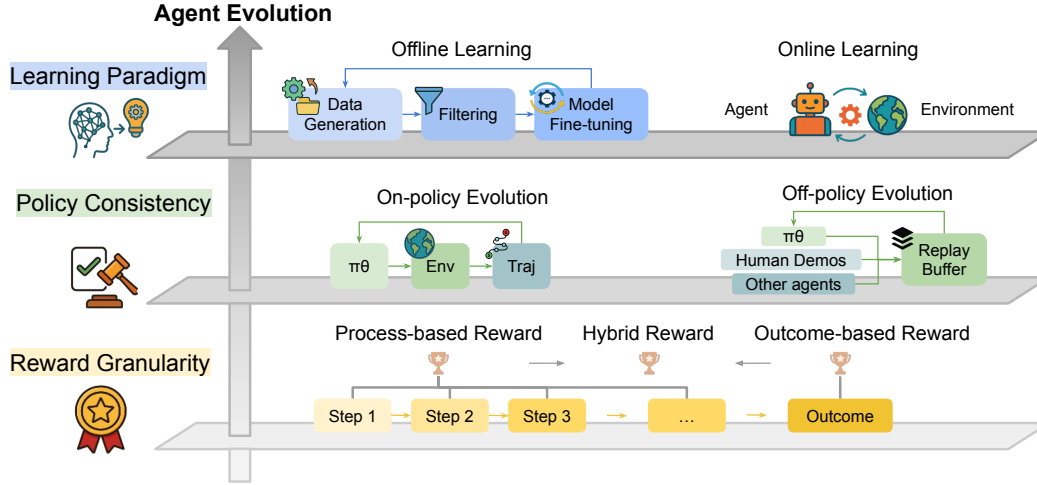 Agent Evolution
Learning Paradigm
Offline Learning
Online Learning
Data
Generation
Filtering
Model
Fine-tuning
Agent
Environment
Policy Consistency
On-policy Evolution
Off-policy Evolution
πθ
Env
Traj
πθ
Human Demos
Other agents
Replay
Buffer
Reward Granularity
Process-based Reward
Hybrid Reward
Outcome-based Reward
Step 1
Step 2
Step 3
...
Outcome